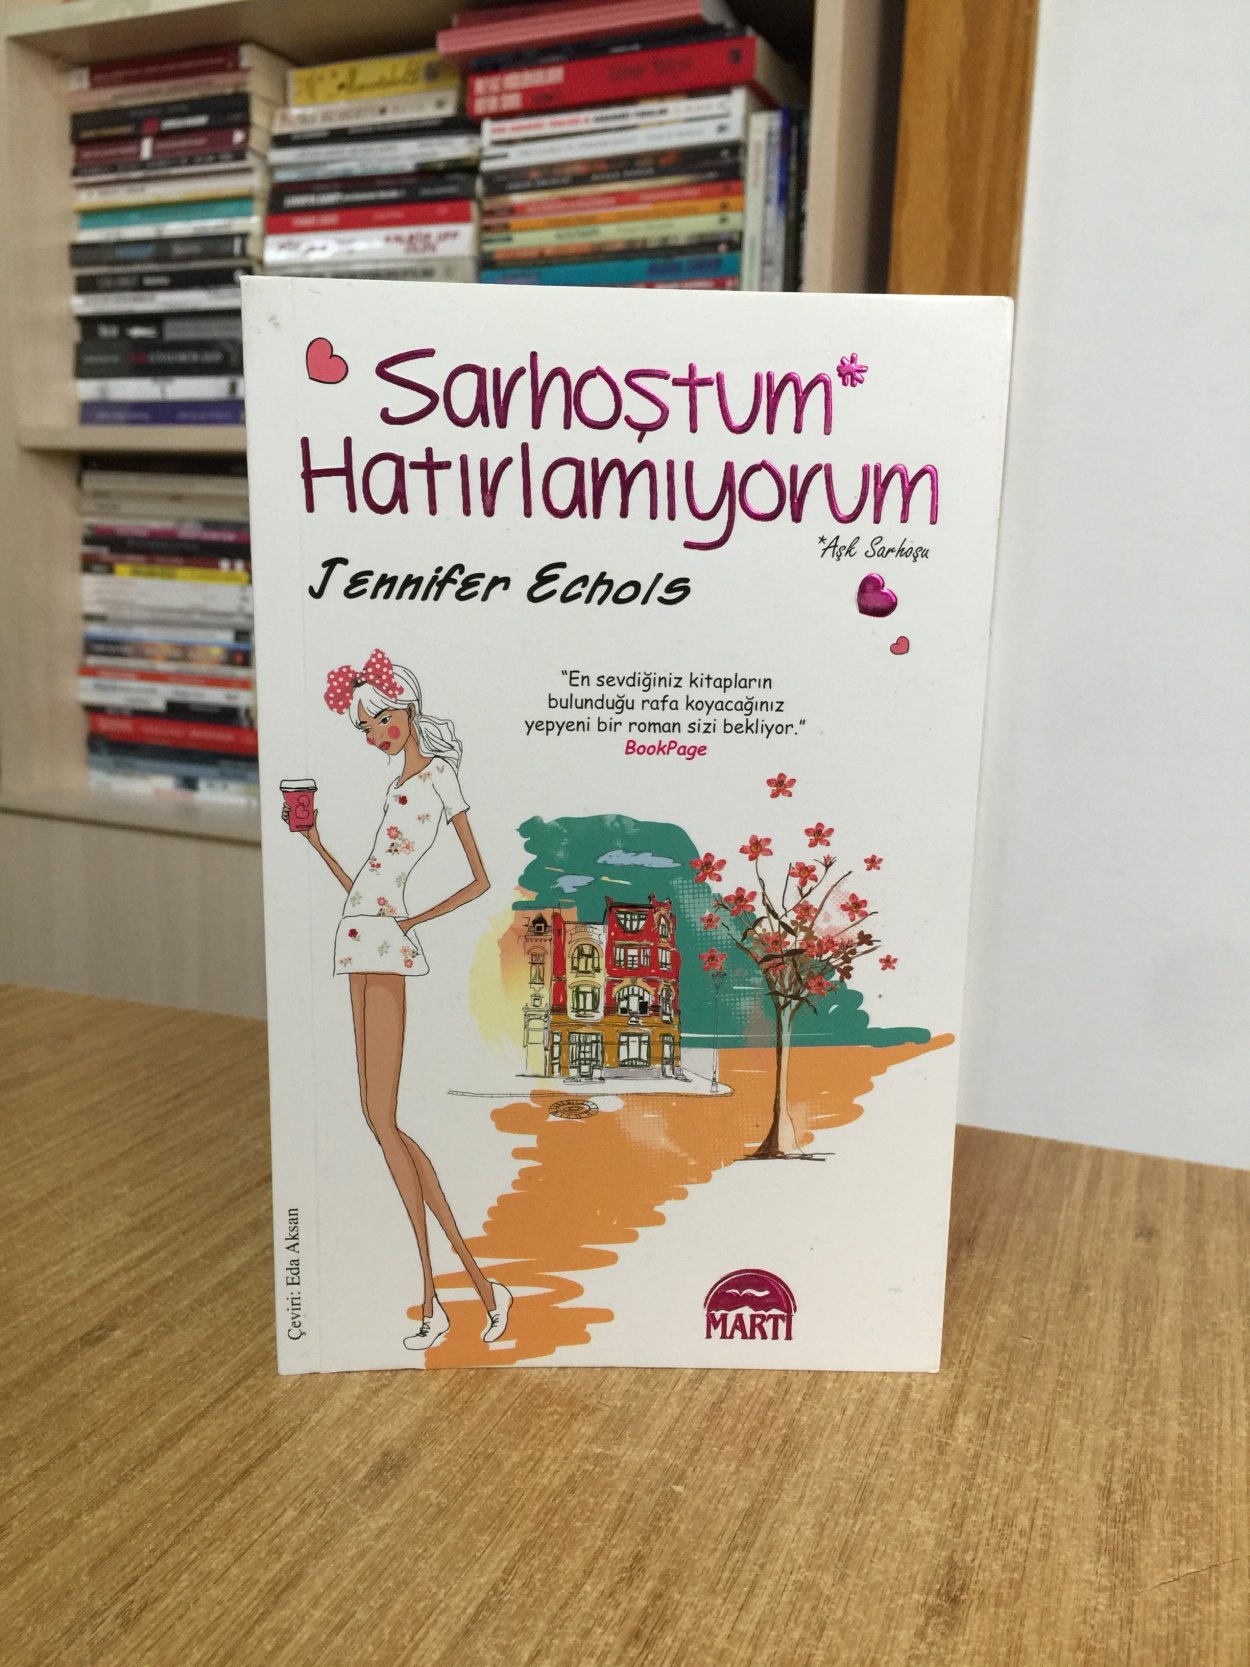 Sarhoştum*
Hatırlamıyorum
*Aşk Sarhoşu
Jennifer Echols
"En sevdiğiniz kitapların
bulunduğu rafa koyacağınız
yepyeni bir roman sizi bekliyor."
BookPage
Çeviri: Eda Aksan
MARTI